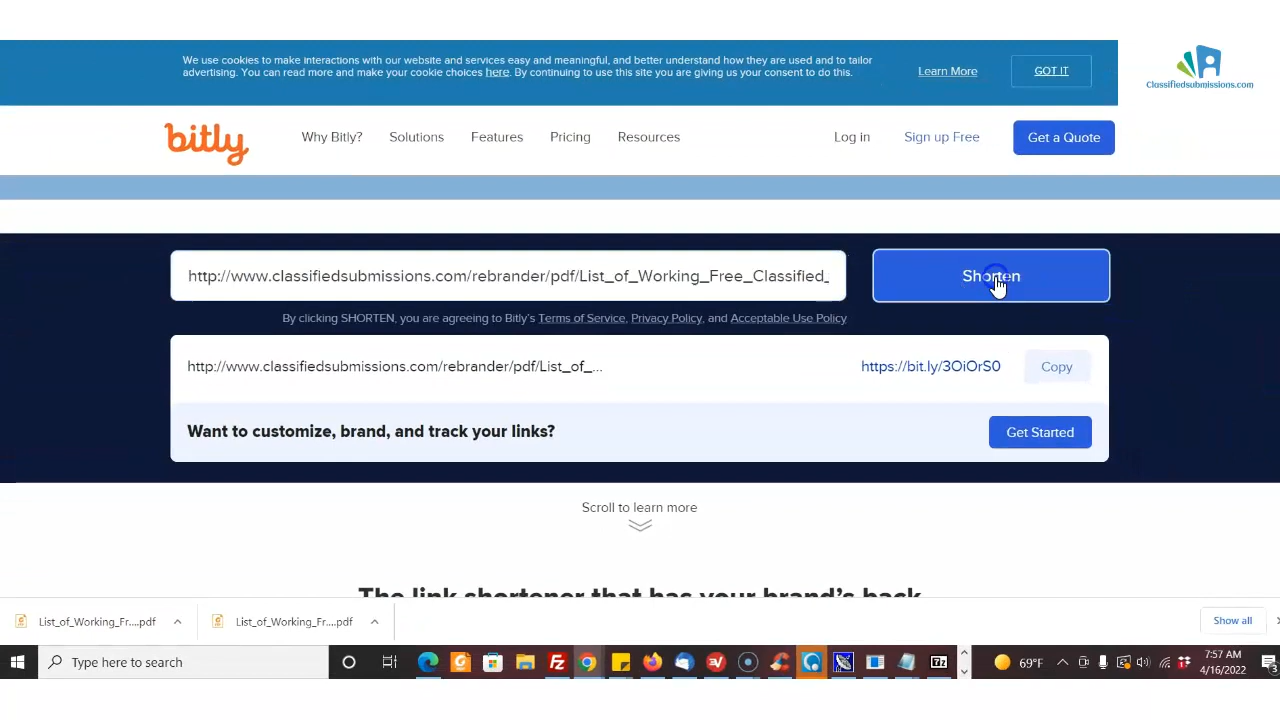 We use cookies to make interactions with our website and services easy and meaningful, and better understand how they are used and to tailor
advertising. You can read more and make your cookie choices here. By continuing to use this site you are giving us your consent to do this.
Learn More
GOT IT
Classifiedsubmissions.com
bitly
Why Bitly?
Solutions
Features
Pricing
Resources
Log in
Sign up Free
Get a Quote
http://www.classifiedsubmissions.com/rebrander/pdf/List_of_Working_Free_Classified_
Shorten
By clicking SHORTEN, you are agreeing to Bitly's Terms of Service, Privacy Policy, and Acceptable Use Policy
http://www.classifiedsubmissions.com/rebrander/pdf/List_of_...
https://bit.ly/3OiOrS0
Copy
Want to customize, brand, and track your links?
Get Started
Scroll to learn more
The link shortener that has your brand's back
List_of_Working_Fr....pdf
List_of_Working_Fr....pdf
Show all
Type here to search
69°F
7:57 AM
4/16/2022
3